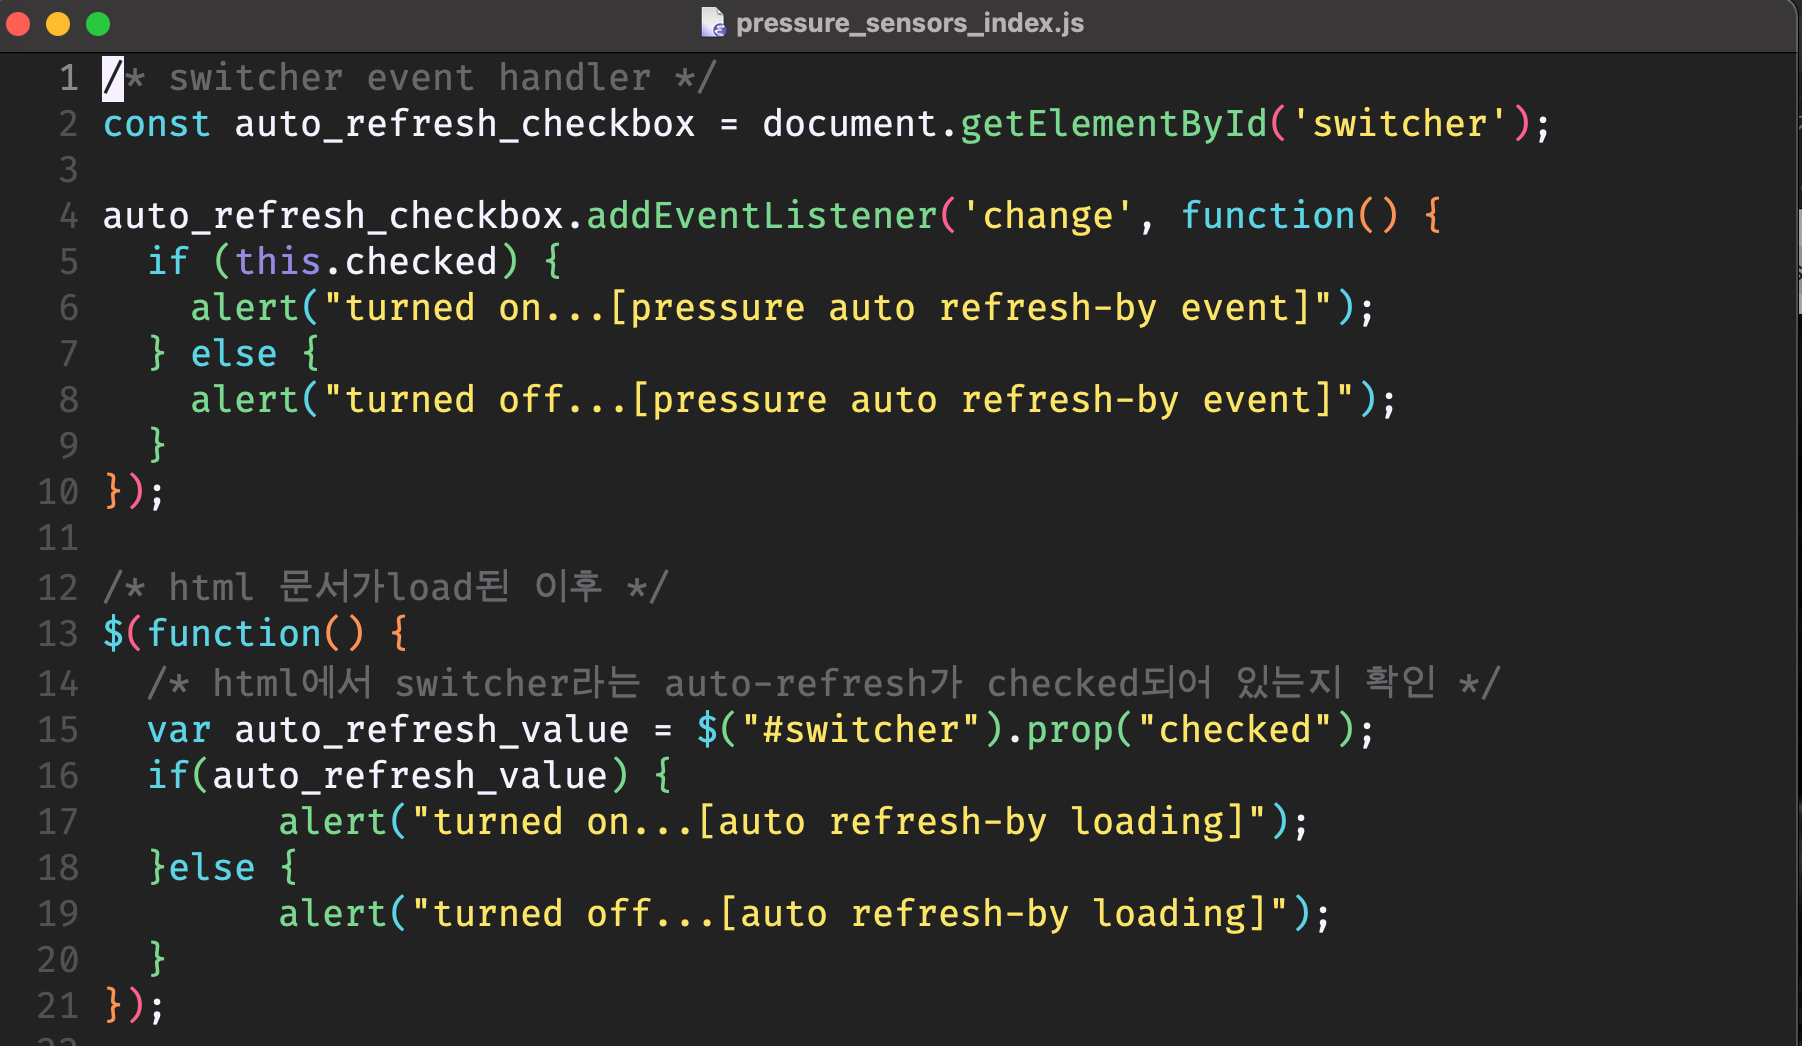 pressure_sensors_index.js
1 /* switcher event handler */
2 const auto_refresh_checkbox = document.getElementById('switcher');
3
4 auto_refresh_checkbox.addEventListener('change', function() {
5   if (this.checked) {
6     alert("turned on...[pressure auto refresh-by event]");
7   } else {
8     alert("turned off...[pressure auto refresh-by event]");
9   }
10 });
11
12 /* html 문서가load된 이후 */
13 $(function() {
14   /* html에서 switcher라는 auto-refresh가 checked되어 있는지 확인 */
15   var auto_refresh_value = $("#switcher").prop("checked");
16   if(auto_refresh_value) {
17         alert("turned on...[auto refresh-by loading]");
18   }else {
19         alert("turned off...[auto refresh-by loading]");
20   }
21 });